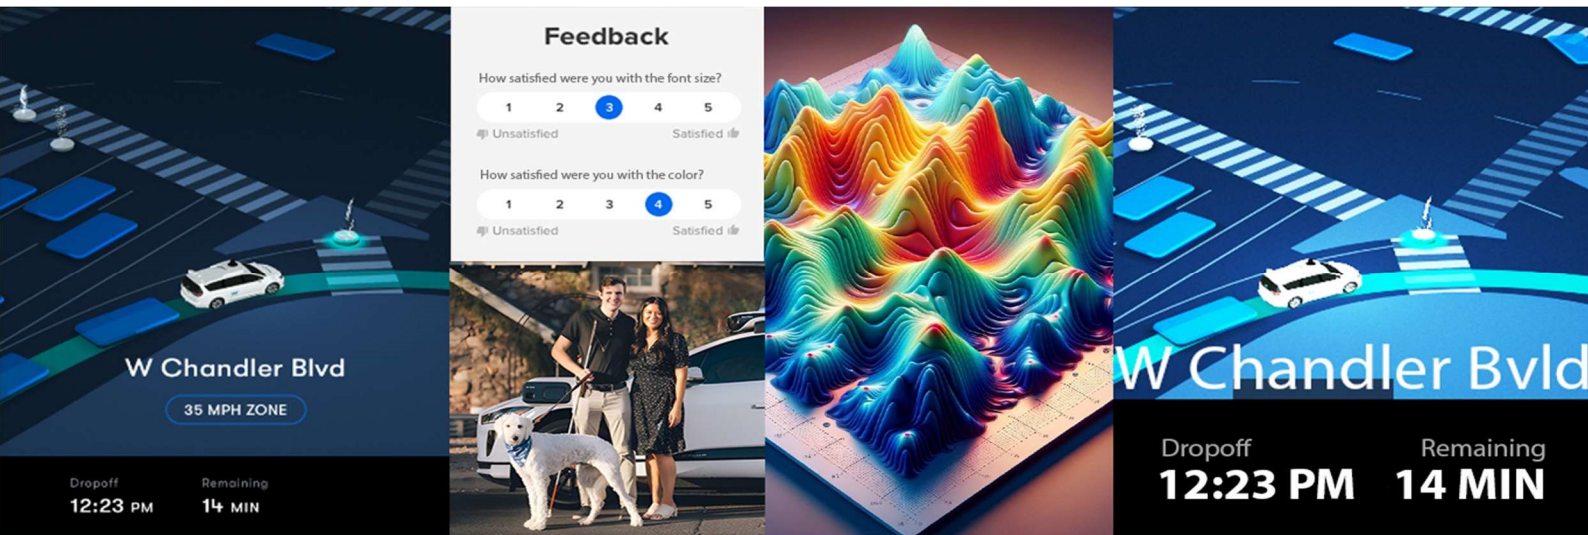 W Chandler Blvd
35 MPH ZONE
Dropoff
12:23 PM
Remaining
14 MIN
Feedback
How satisfied were you with the font size?
1 2 3 4 5
Unsatisfied Satisfied
How satisfied were you with the color?
1 2 3 4 5
Unsatisfied Satisfied
W Chandler Bvld
Dropoff
12:23 PM
Remaining
14 MIN